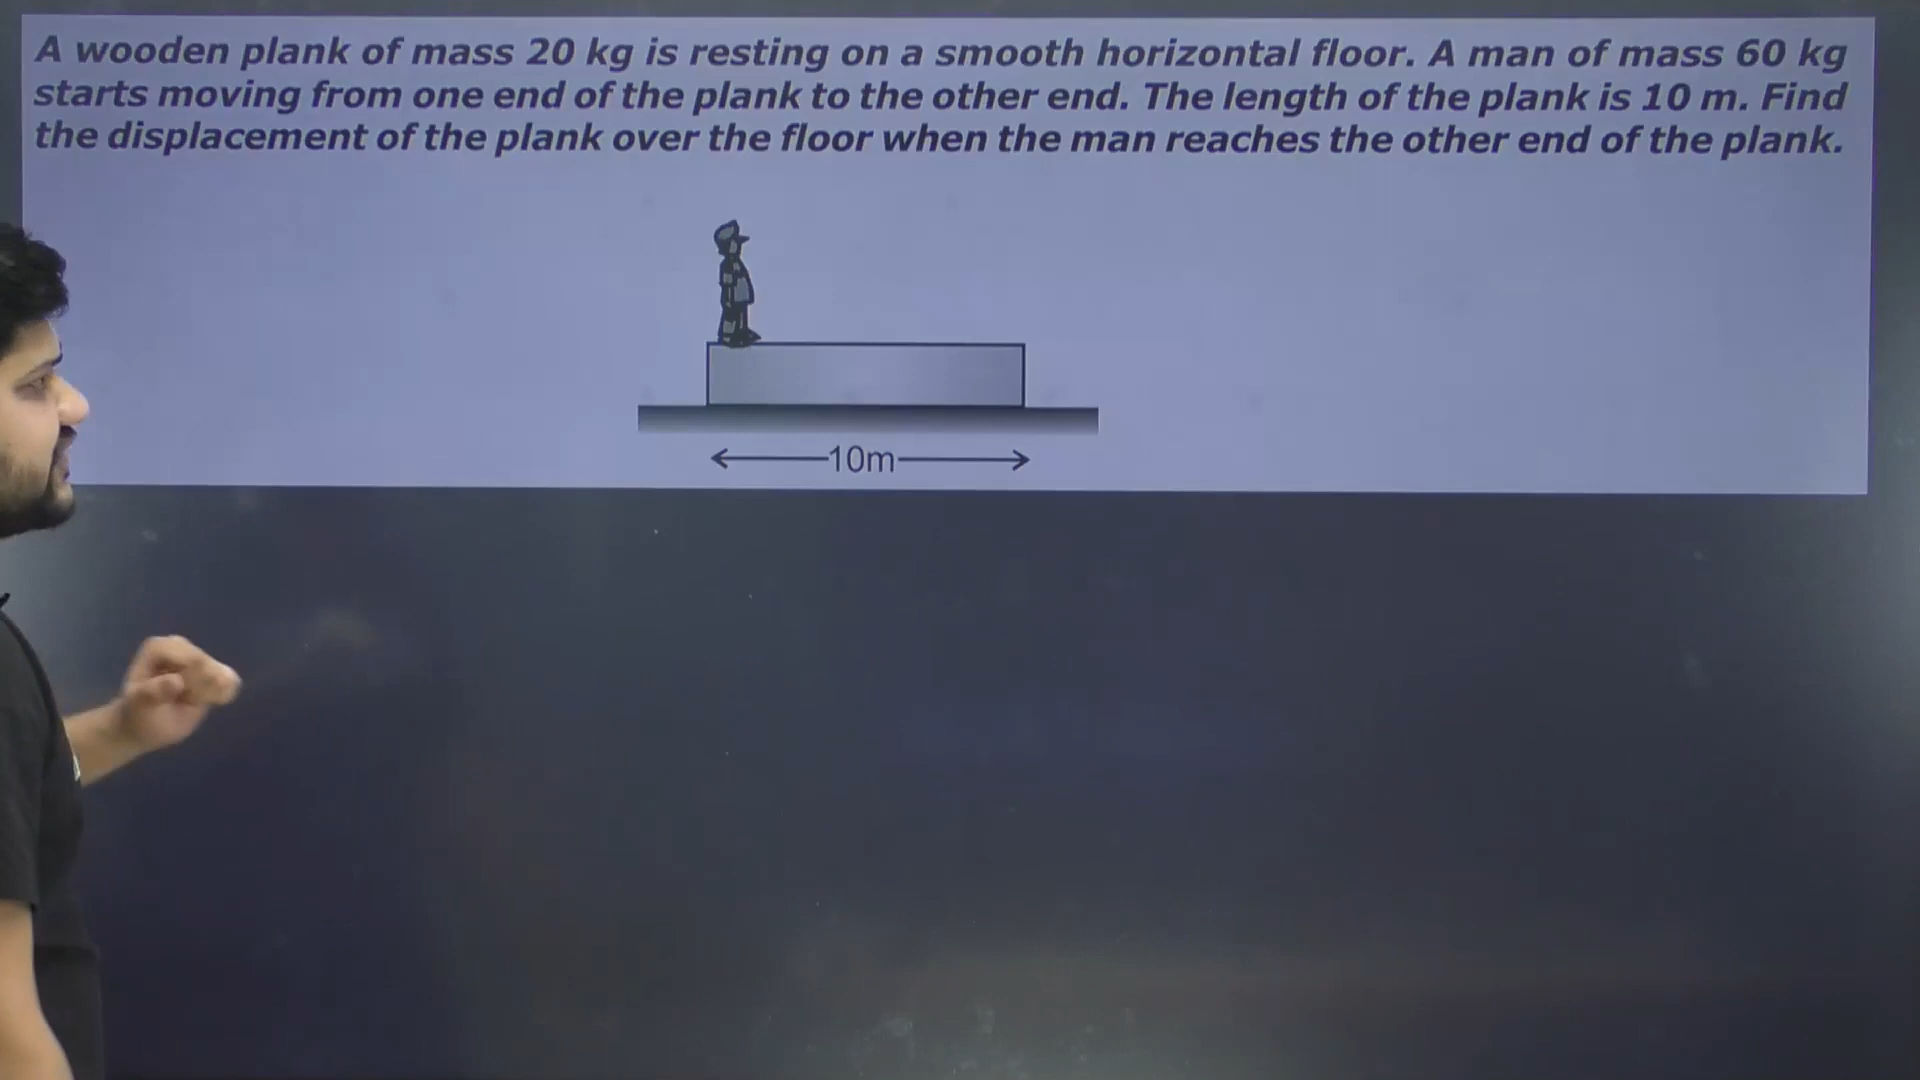 A wooden plank of mass 20 kg is resting on a smooth horizontal floor. A man of mass 60 kg
starts moving from one end of the plank to the other end. The length of the plank is 10 m. Find
the displacement of the plank over the floor when the man reaches the other end of the plank.
10m